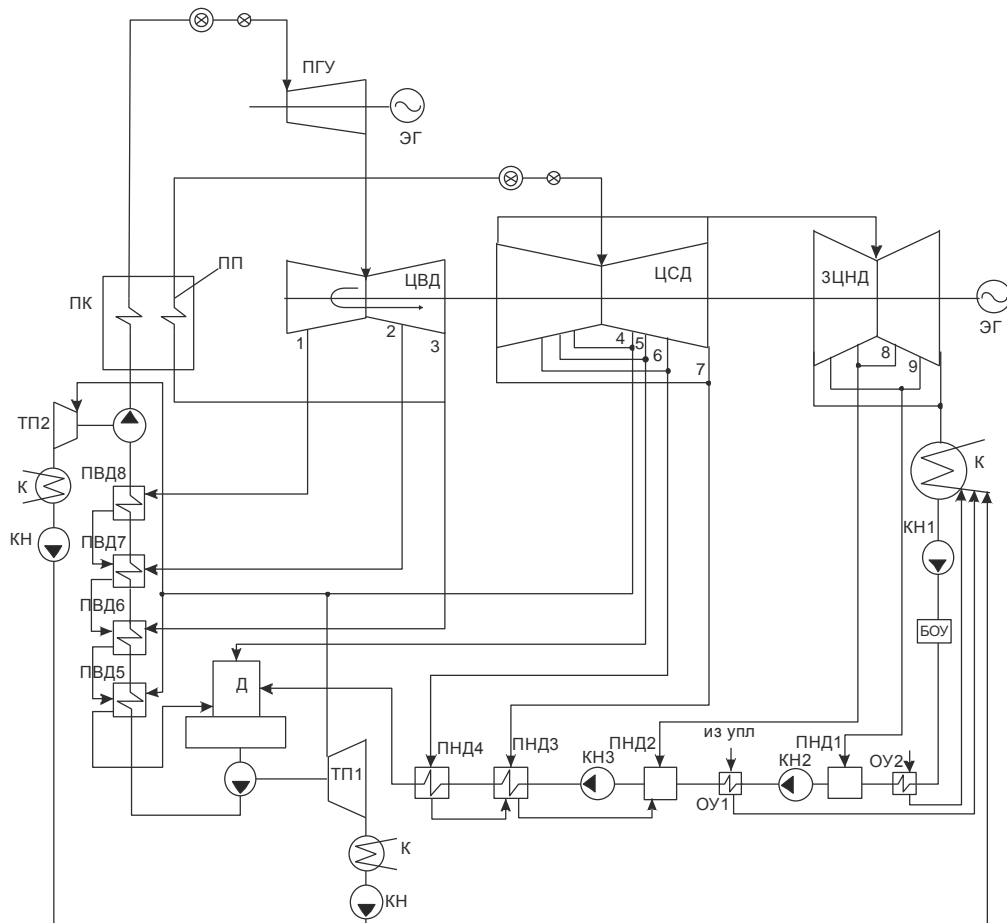 ПГУ
ЭГ
ПП
ПК
ЦВД
ЦСД
3ЦНД
ЭГ
1
2
3
4
5
6
7
8
9
ТП2
К
КН
ПВД8
ПВД7
ПВД6
ПВД5
Д
ТП1
К
КН
К
КН1
БОУ
из упл
ПНД4
ПНД3
КН3
ПНД2
ОУ1
КН2
ПНД1
ОУ2